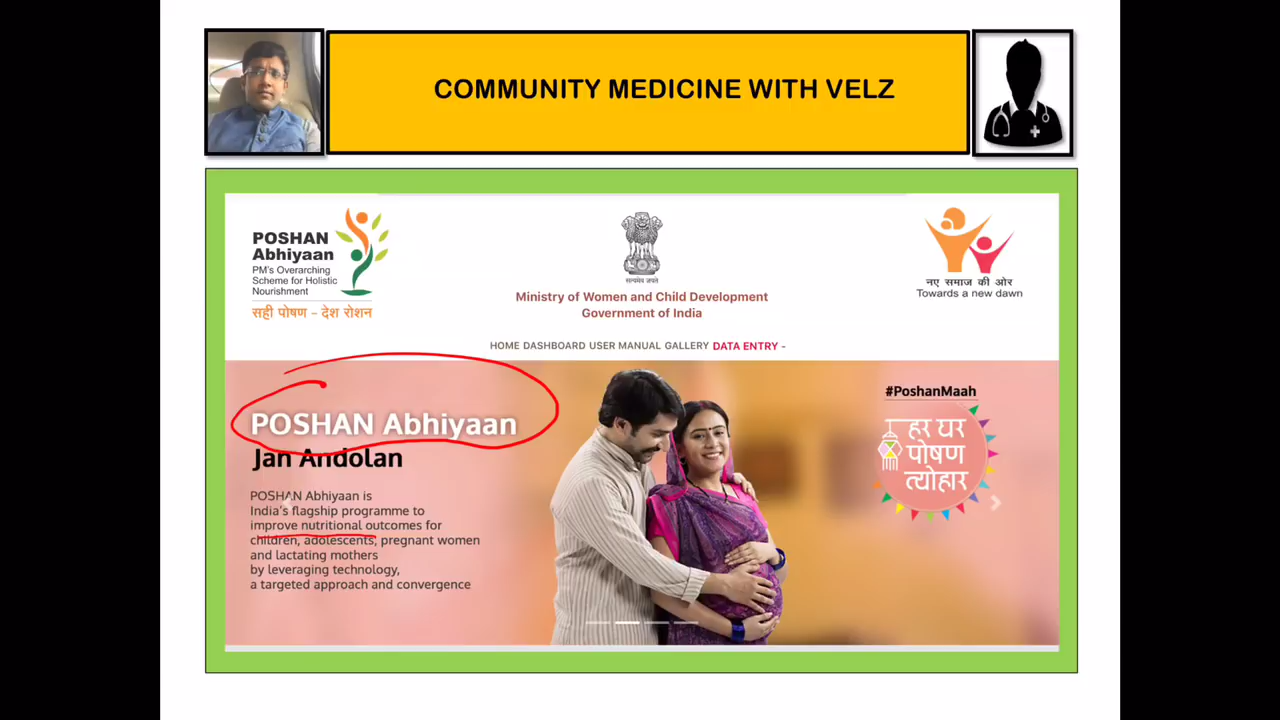 COMMUNITY MEDICINE WITH VELZ
POSHAN
Abhiyaan
PM's Overarching
Scheme for Holistic
Nourishment
सही पोषण - देश रोशन
सत्यमेव जयते
Ministry of Women and Child Development
Government of India
नए समाज की ओर
Towards a new dawn
HOME DASHBOARD USER MANUAL GALLERY DATA ENTRY -
POSHAN Abhiyaan
Jan Andolan
POSHAN Abhiyaan is
India's flagship programme to
improve nutritional outcomes for
children, adolescents, pregnant women
and lactating mothers
by leveraging technology,
a targeted approach and convergence
#PoshanMaah
हर घर
पोषण
त्योहार